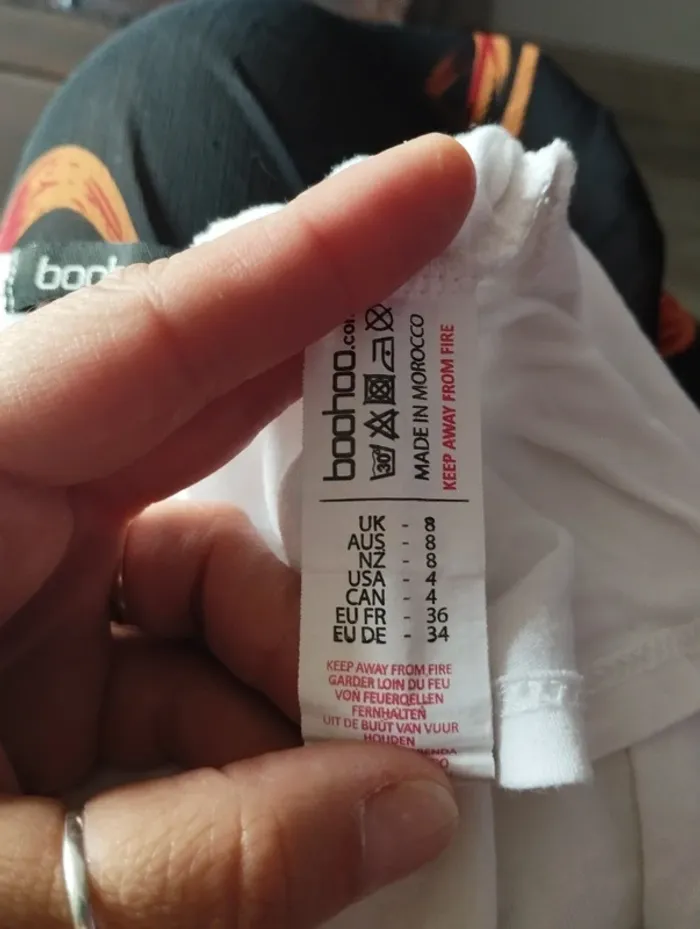 booh
boohoo.com
30°
MADE IN MOROCCO
KEEP AWAY FROM FIRE
UK - 8
AUS - 8
NZ - 8
USA - 4
CAN - 4
EU FR - 36
EU DE - 34
KEEP AWAY FROM FIRE
GARDER LOIN DU FEU
VON FEUERQELLEN
FERNHALTEN
UIT DE BUÜT VAN VUUR
HOUDEN